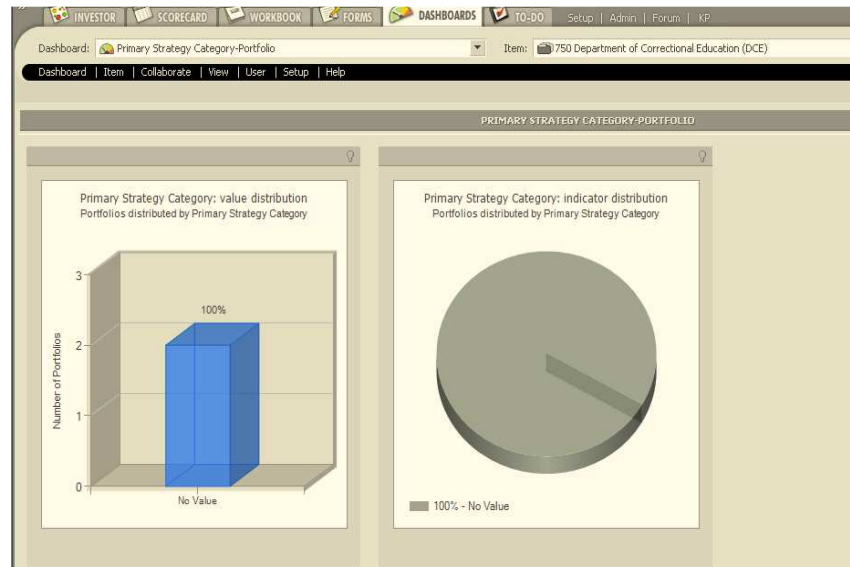 INVESTOR SCORECARD WORKBOOK FORMS DASHBOARDS TO-DO Setup | Admin | Forum | KP
Dashboard: Primary Strategy Category-Portfolio Item: 750 Department of Correctional Education (DCE)
Dashboard | Item | Collaborate | View | User | Setup | Help
PRIMARY STRATEGY CATEGORY-PORTFOLIO
Primary Strategy Category: value distribution
Portfolios distributed by Primary Strategy Category
3
100%
2
1
0
Number of Portfolios
No Value
Primary Strategy Category: indicator distribution
Portfolios distributed by Primary Strategy Category
100% - No Value